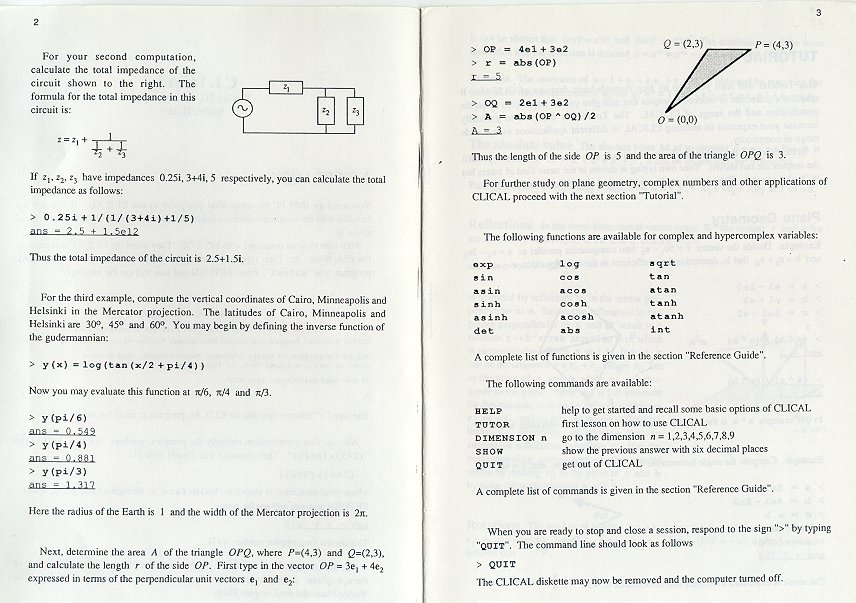 2
For your second computation,
calculate the total impedance of the
circuit shown to the right. The
formula for the total impedance in this
circuit is:
z1
z2 z3
z = z1 + 1
1/z2 + 1/z3
If z1, z2, z3 have impedances 0.25i, 3+4i, 5 respectively, you can calculate the total
impedance as follows:
> 0.25i + 1/(1/(3+4i)+1/5)
ans = 2.5 + 1.5e12
Thus the total impedance of the circuit is 2.5+1.5i.
For the third example, compute the vertical coordinates of Cairo, Minneapolis and
Helsinki in the Mercator projection. The latitudes of Cairo, Minneapolis and
Helsinki are 30º, 45º and 60º. You may begin by defining the inverse function of
the gudermannian:
> y(x) = log(tan(x/2 + pi/4))
Now you may evaluate this function at π/6, π/4 and π/3.
> y(pi/6)
ans = 0.549
> y(pi/4)
ans = 0.881
> y(pi/3)
ans = 1.317
Here the radius of the Earth is 1 and the width of the Mercator projection is 2π.
Next, determine the area A of the triangle OPQ, where P=(4,3) and Q=(2,3),
and calculate the length r of the side OP. First type in the vector OP = 3e1 + 4e2
expressed in terms of the perpendicular unit vectors e1 and e2:
3
> OP = 4e1 + 3e2
> r = abs(OP)
r = 5
> OQ = 2e1 + 3e2
> A = abs(OP ^ OQ)/2
A = 3
Q = (2,3)
P = (4,3)
O = (0,0)
Thus the length of the side OP is 5 and the area of the triangle OPQ is 3.
For further study on plane geometry, complex numbers and other applications of
CLICAL proceed with the next section "Tutorial".
The following functions are available for complex and hypercomplex variables:
exp log sqrt
sin cos tan
asin acos atan
sinh cosh tanh
asinh acosh atanh
det abs int
A complete list of functions is given in the section "Reference Guide".
The following commands are available:
HELP help to get started and recall some basic options of CLICAL
TUTOR first lesson on how to use CLICAL
DIMENSION n go to the dimension n = 1,2,3,4,5,6,7,8,9
SHOW show the previous answer with six decimal places
QUIT get out of CLICAL
A complete list of commands is given in the section "Reference Guide".
When you are ready to stop and close a session, respond to the sign ">" by typing
"QUIT". The command line should look as follows
> QUIT
The CLICAL diskette may now be removed and the computer turned off.